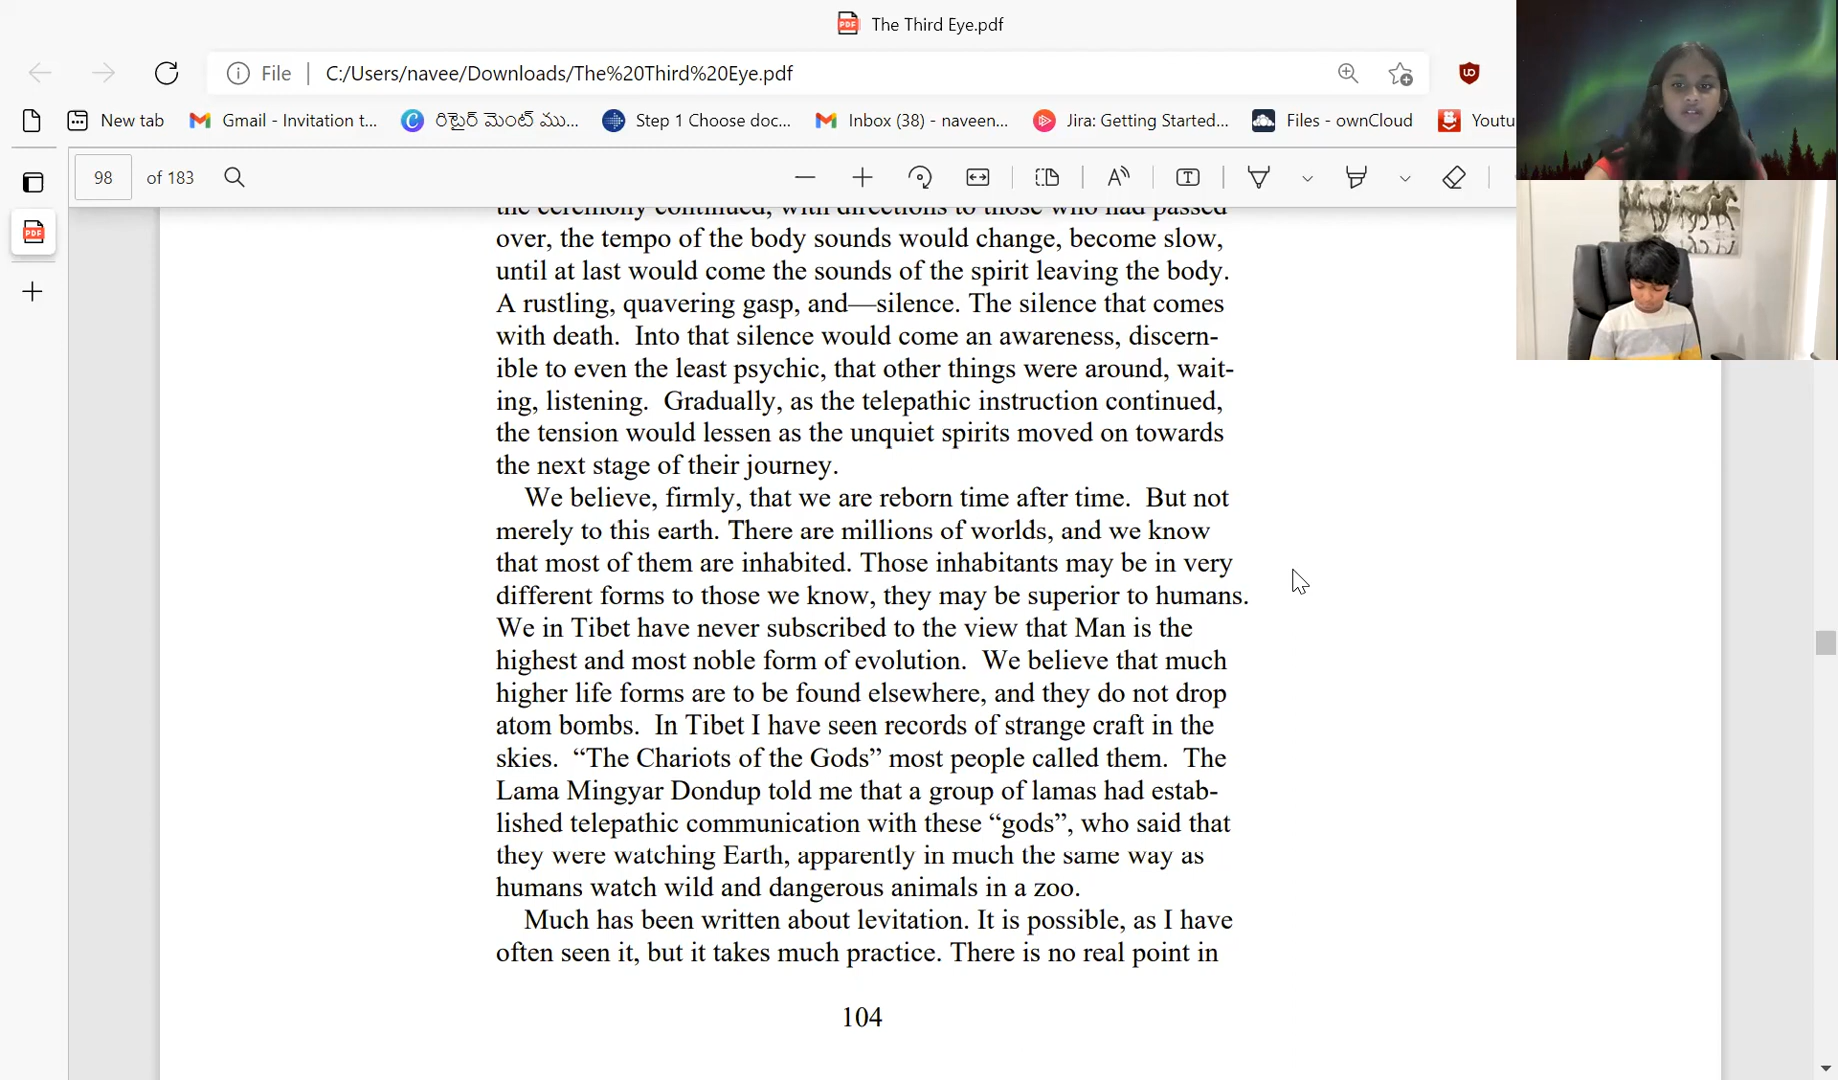 The Third Eye.pdf
File C:/Users/navee/Downloads/The%20Third%20Eye.pdf
New tab Gmail - Invitation t... రిటైర్ మెంట్ ము... Step 1 Choose doc... Inbox (38) - naveen... Jira: Getting Started... Files - ownCloud Youtu
98 of 183
the ceremony continued, with directions to those who had passed
over, the tempo of the body sounds would change, become slow,
until at last would come the sounds of the spirit leaving the body.
A rustling, quavering gasp, and—silence. The silence that comes
with death. Into that silence would come an awareness, discern-
ible to even the least psychic, that other things were around, wait-
ing, listening. Gradually, as the telepathic instruction continued,
the tension would lessen as the unquiet spirits moved on towards
the next stage of their journey.
We believe, firmly, that we are reborn time after time. But not
merely to this earth. There are millions of worlds, and we know
that most of them are inhabited. Those inhabitants may be in very
different forms to those we know, they may be superior to humans.
We in Tibet have never subscribed to the view that Man is the
highest and most noble form of evolution. We believe that much
higher life forms are to be found elsewhere, and they do not drop
atom bombs. In Tibet I have seen records of strange craft in the
skies. “The Chariots of the Gods” most people called them. The
Lama Mingyar Dondup told me that a group of lamas had estab-
lished telepathic communication with these “gods”, who said that
they were watching Earth, apparently in much the same way as
humans watch wild and dangerous animals in a zoo.
Much has been written about levitation. It is possible, as I have
often seen it, but it takes much practice. There is no real point in
104